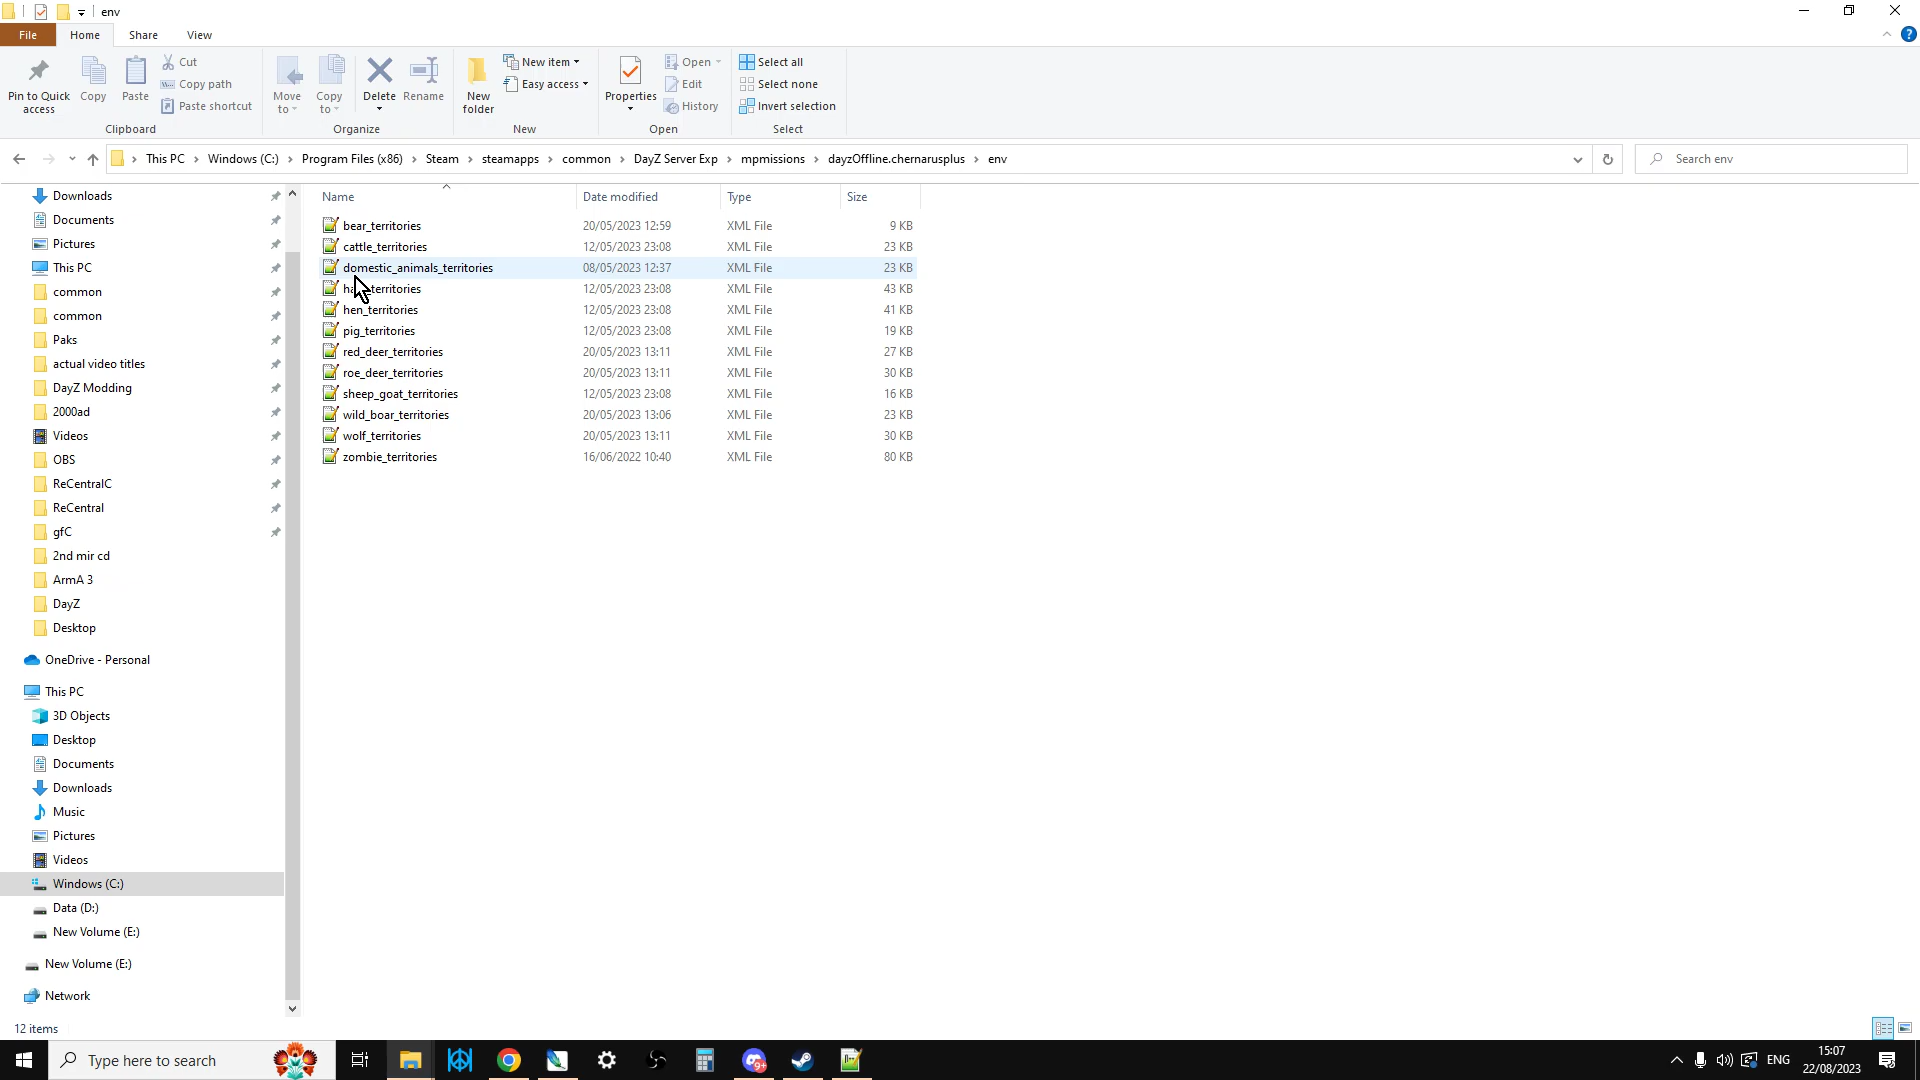 env
File Home Share View
Pin to Quick access
Copy
Paste
Cut
Copy path
Paste shortcut
Clipboard
Move to
Copy to
Delete
Rename
Organize
New folder
New item
Easy access
New
Properties
Open
Edit
History
Open
Select all
Select none
Invert selection
Select
This PC > Windows (C:) > Program Files (x86) > Steam > steamapps > common > DayZ Server Exp > mpmissions > dayzOffline.chernarusplus > env
Search env
Downloads
Documents
Pictures
This PC
common
common
Paks
actual video titles
DayZ Modding
2000ad
Videos
OBS
ReCentralC
ReCentral
gfC
2nd mir cd
ArmA 3
DayZ
Desktop
OneDrive - Personal
This PC
3D Objects
Desktop
Documents
Downloads
Music
Pictures
Videos
Windows (C:)
Data (D:)
New Volume (E:)
New Volume (E:)
Network
Name Date modified Type Size
bear_territories 20/05/2023 12:59 XML File 9 KB
cattle_territories 12/05/2023 23:08 XML File 23 KB
domestic_animals_territories 08/05/2023 12:37 XML File 23 KB
territories 12/05/2023 23:08 XML File 43 KB
hen_territories 12/05/2023 23:08 XML File 41 KB
pig_territories 12/05/2023 23:08 XML File 19 KB
red_deer_territories 20/05/2023 13:11 XML File 27 KB
roe_deer_territories 20/05/2023 13:11 XML File 30 KB
sheep_goat_territories 12/05/2023 23:08 XML File 16 KB
wild_boar_territories 20/05/2023 13:06 XML File 23 KB
wolf_territories 20/05/2023 13:11 XML File 30 KB
zombie_territories 16/06/2022 10:40 XML File 80 KB
12 items
Type here to search
9+
ENG
15:07
22/08/2023